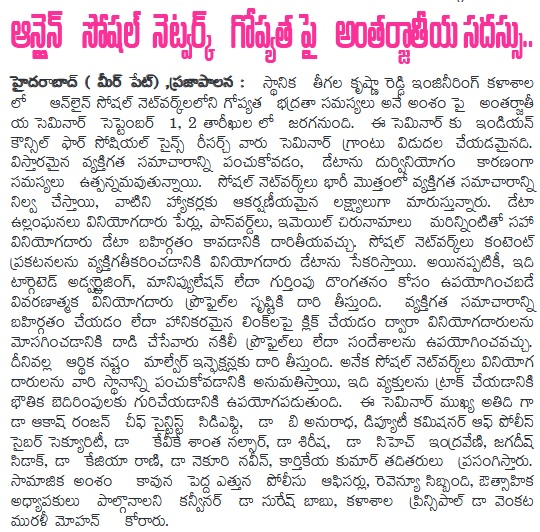 ఆన్లైన్ సోషల్ నెట్వర్క్ గోప్యత పై అంతర్జాతీయ సదస్సు..
హైదరాబాద్ ( మీర్ పేట్) ,ప్రజాపాలన : స్థానిక తీగల కృష్ణా రెడ్డి ఇంజినీరింగ్ కళాశాల
లో ఆన్‌లైన్ సోషల్ నెట్‌వర్క్‌లలోని గోప్యత భద్రతా సమస్యలు అనే అంశం పై అంతర్జాతీ
య సెమినార్ సెప్టెంబర్ 1, 2 తారీఖుల లో జరగనుంది. ఈ సెమినార్ కు ఇండియన్
కౌన్సిల్ ఫార్ సోషియల్ సైన్స్ రీసర్చ్ వారు సెమినార్ గ్రాంటు విడుదల చేయడమైనది.
విస్తారమైన వ్యక్తిగత సమాచారాన్ని పంచుకోవడం, డేటాను దుర్వినియోగం కారణంగా
సమస్యలు ఉత్పన్నమవుతున్నాయి. సోషల్ నెట్‌వర్క్‌లు భారీ మొత్తంలో వ్యక్తిగత సమాచారాన్ని
నిల్వ చేస్తాయి, వాటిని హ్యాకర్లకు ఆకర్షణీయమైన లక్ష్యాలుగా మారుస్తున్నారు. డేటా
ఉల్లంఘనలు వినియోగదారు పేర్లు, పాస్‌వర్డ్‌లు, ఇమెయిల్ చిరునామాలు మరిన్నింటితో సహా
వినియోగదారు డేటా బహిర్గతం కావడానికి దారితీయవచ్చు. సోషల్ నెట్‌వర్క్‌లు కంటెంట్
ప్రకటనలను వ్యక్తిగతీకరించడానికి వినియోగదారు డేటాను సేకరిస్తాయి. అయినప్పటికీ, ఇది
టార్గెటెడ్ అడ్వర్టైజింగ్, మానిప్యులేషన్ లేదా గుర్తింపు దొంగతనం కోసం ఉపయోగించబడే
వివరణాత్మక వినియోగదారు ప్రొఫైల్‌ల సృష్టికి దారి తీస్తుంది. వ్యక్తిగత సమాచారాన్ని
బహిర్గతం చేయడం లేదా హానికరమైన లింక్‌లపై క్లిక్ చేయడం ద్వారా వినియోగదారులను
మోసగించడానికి దాడి చేసేవారు నకిలీ ప్రొఫైల్‌లు లేదా సందేశాలను ఉపయోగించవచ్చు.
దీనివల్ల ఆర్థిక నష్టం మాల్వేర్ ఇన్ఫెక్షన్లకు దారి తీస్తుంది. అనేక సోషల్ నెట్‌వర్క్‌లు వినియోగ
దారులను వారి స్థానాన్ని పంచుకోవడానికి అనుమతిస్తాయి, ఇది వ్యక్తులను ట్రాక్ చేయడానికి
భౌతిక బెదిరింపులకు గురిచేయడానికి ఉపయోగపడుతుంది. ఈ సెమినార్ ముఖ్య అతిది గా
డా ఆకాష్ రంజన్ చీఫ్ సైన్టిస్ట్ సిడిఎఫ్డి, డా బి అనురాధ, డిప్యూటీ కమిషనర్ ఆఫ్ పోలీస్
సైబర్ సెక్యూరిటీ, డా కేవీకే శాంత నల్సార్, డా శిరీష, డా సిహెచ్ ఇంద్రవేణి, జగదీష్
సిడాక్, డా కేజియా రాణి, డా నెకూరి నవీన్, కార్తికేయ కుమార్ తదితరులు ప్రసంగిస్తారు.
సామాజిక అంశం కావున పెద్ద ఎత్తున పోలీసు ఆఫిసర్లు, రెవెన్యూ సిబ్బంది, ఔత్సాహిక
అధ్యాపకులు పాల్గొనాలని కన్వీనర్ డా సురేష్ బాబు, కళాశాల ప్రిన్సిపాల్ డా వెంకట
మురళీ మోహన్ కోరారు.